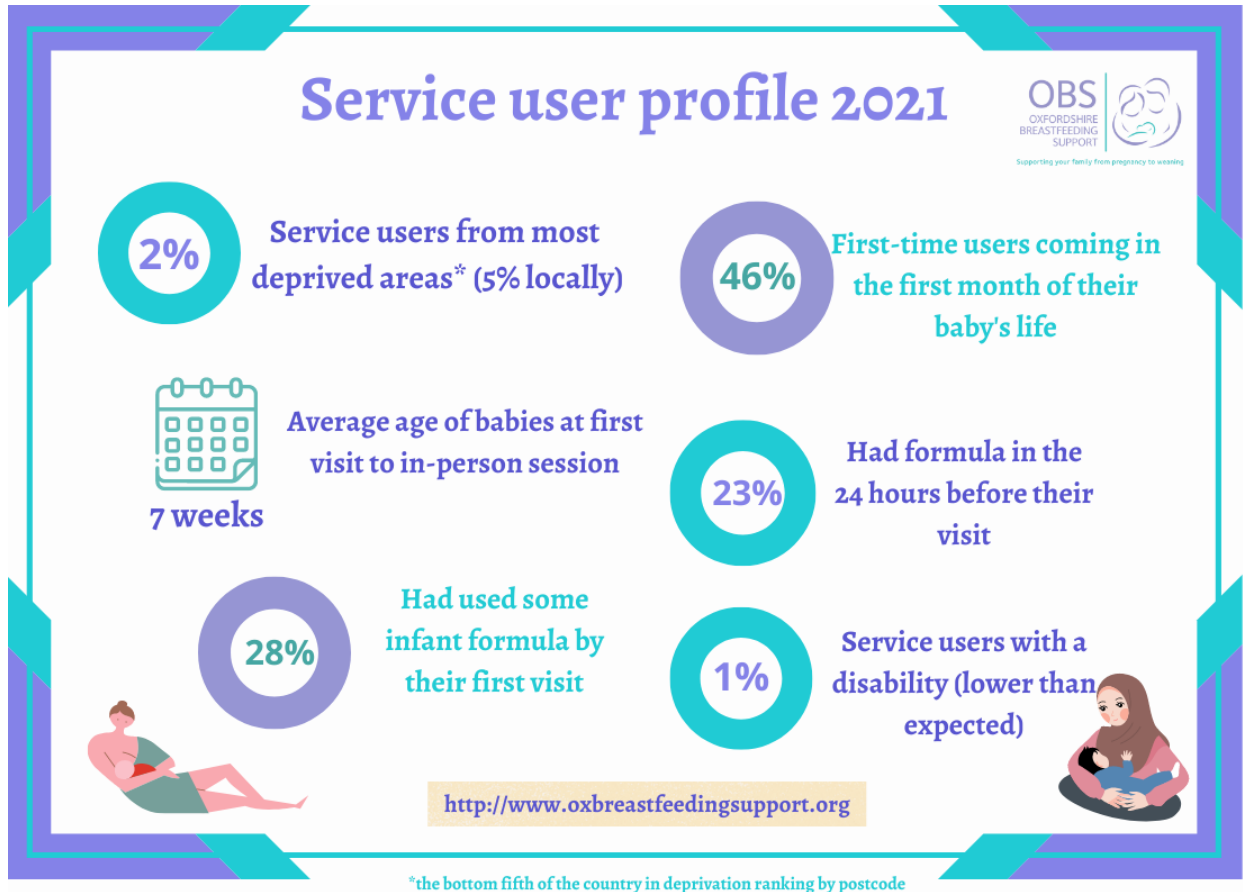 Service user profile 2021
OBS
OXFORDSHIRE
BREASTFEEDING
SUPPORT
Supporting your family from pregnancy to weaning
2%
Service users from most
deprived areas* (5% locally)
46%
First-time users coming in
the first month of their
baby's life
7 weeks
Average age of babies at first
visit to in-person session
23%
Had formula in the
24 hours before their
visit
28%
Had used some
infant formula by
their first visit
1%
Service users with a
disability (lower than
expected)
http://www.oxbreastfeedingsupport.org
*the bottom fifth of the country in deprivation ranking by postcode